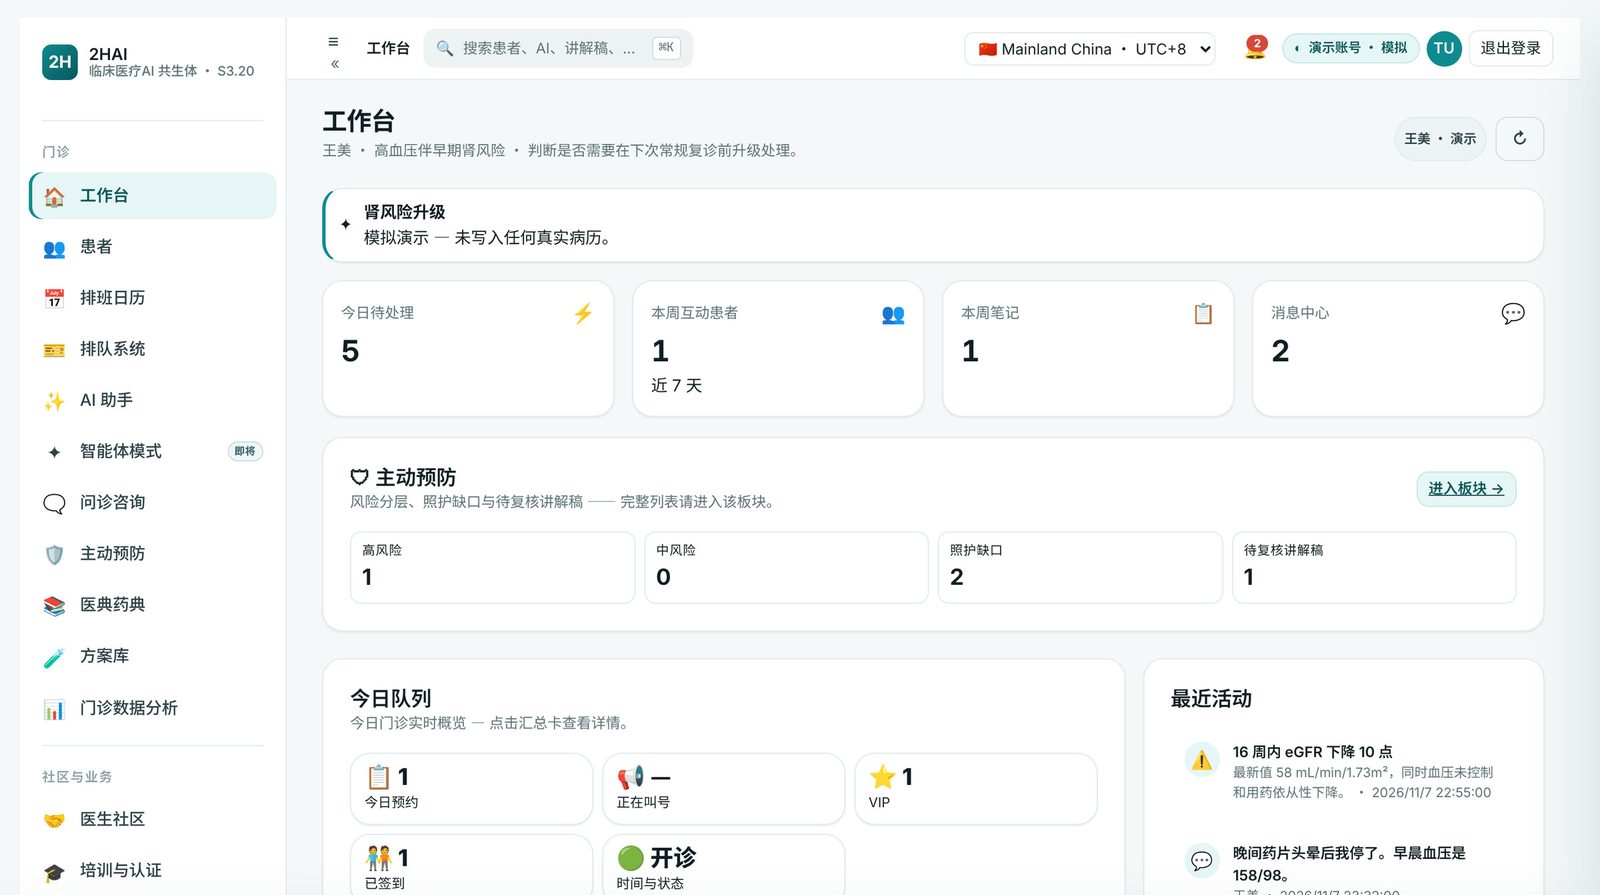 2H
2HAI
临床医疗AI 共生体 · S3.20
门诊
工作台
患者
排班日历
排队系统
AI 助手
智能体模式
即将
问诊咨询
主动预防
医典药典
方案库
门诊数据分析
社区与业务
医生社区
培训与认证
工作台
搜索患者、AI、讲解稿、...
⌘K
Mainland China · UTC+8
2
演示账号 · 模拟
TU
退出登录
工作台
王美 · 高血压伴早期肾风险 · 判断是否需要在下次常规复诊前升级处理。
王美 · 演示
肾风险升级
模拟演示 — 未写入任何真实病历。
今日待处理
5
本周互动患者
1
近 7 天
本周笔记
1
消息中心
2
主动预防
风险分层、照护缺口与待复核讲解稿 —— 完整列表请进入该板块。
进入板块 →
高风险
1
中风险
0
照护缺口
2
待复核讲解稿
1
今日队列
今日门诊实时概览 — 点击汇总卡查看详情。
1
今日预约
—
正在叫号
1
VIP
1
已签到
开诊
时间与状态
最近活动
16 周内 eGFR 下降 10 点
最新值 58 mL/min/1.73m²，同时血压未控制
和用药依从性下降。 · 2026/11/7 22:55:00
晚间药片头晕后我停了。早晨血压是
158/98。
王美 · 2026/11/7 23:32:00